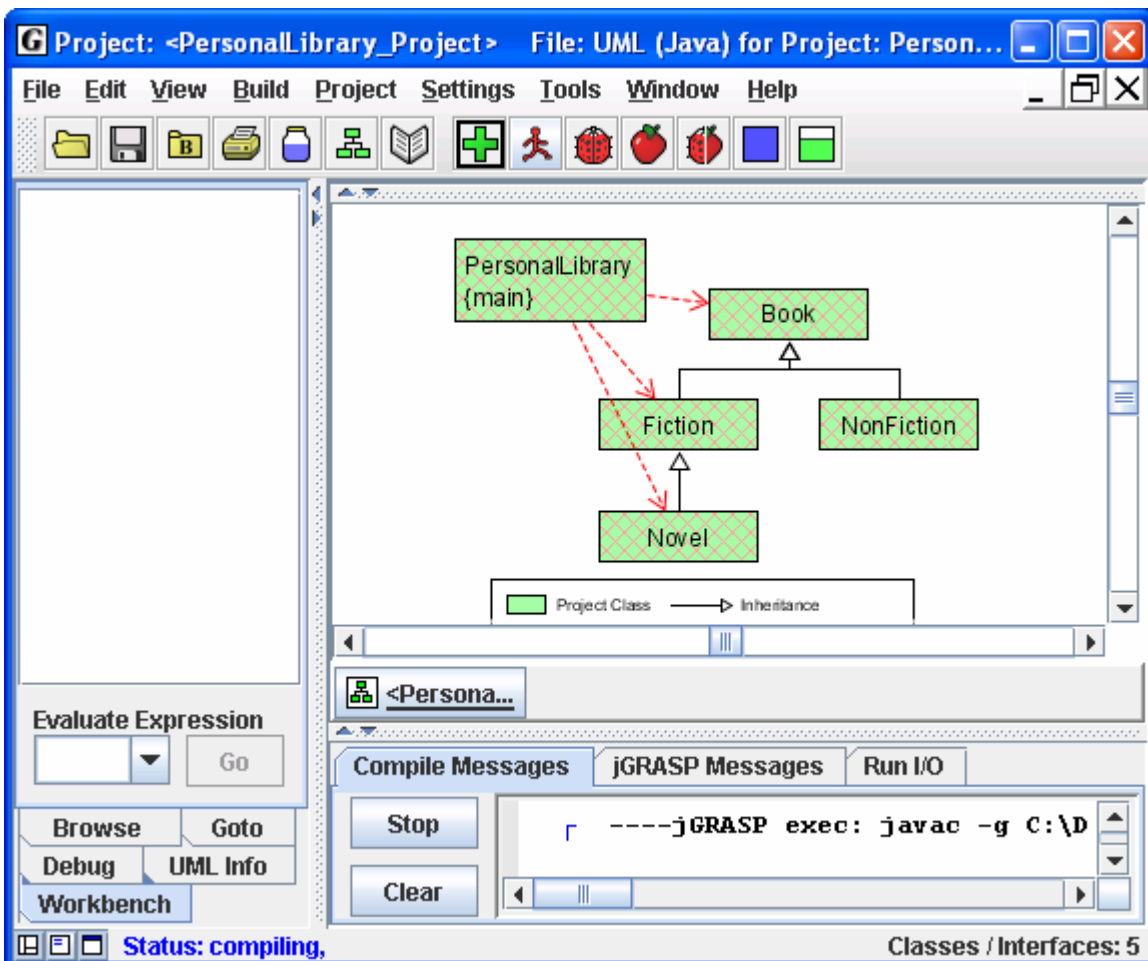 G Project: <PersonalLibrary_Project> File: UML (Java) for Project: Person...
File Edit View Build Project Settings Tools Window Help
B
PersonalLibrary
{main}
Book
Fiction NonFiction
Novel
Project Class Inheritance
<Persona...
Evaluate Expression
Go
Browse Goto
Debug UML Info
Workbench
Compile Messages jGRASP Messages Run I/O
Stop
Clear
----jGRASP exec: javac -g C:\D
Status: compiling, Classes / Interfaces: 5